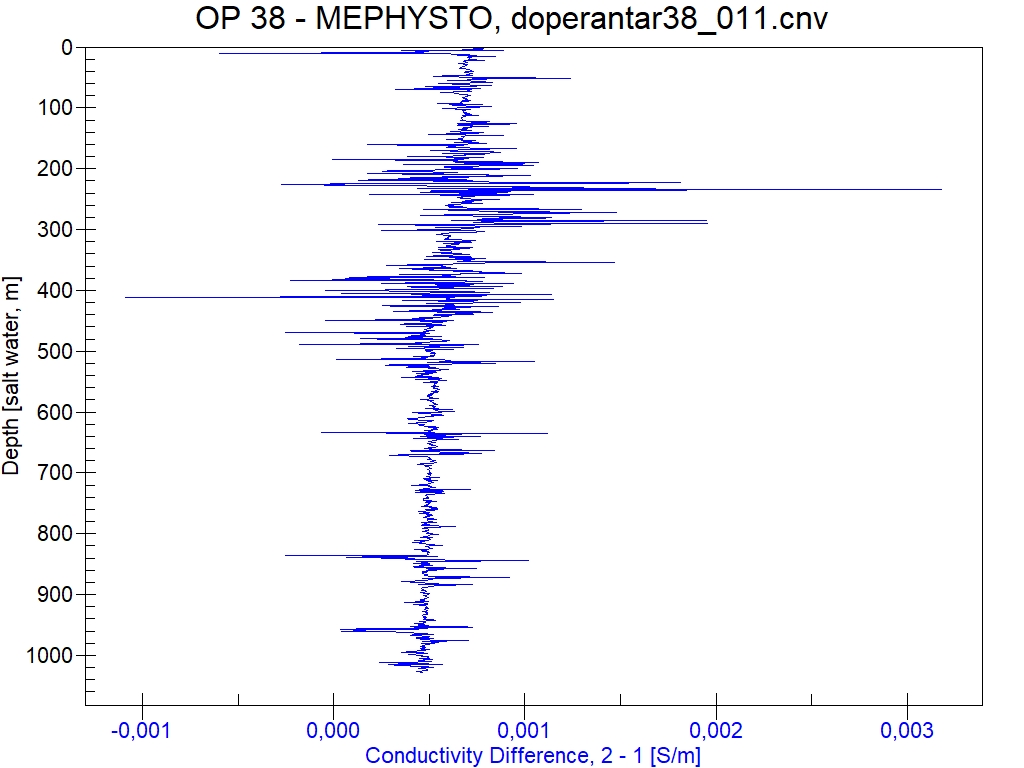 OP 38 - MEPHYSTO, doperantar38_011.cnv
0
100
200
300
400
500
600
700
800
900
1000
Depth [salt water, m]
-0,001 0,000 0,001 0,002 0,003
Conductivity Difference, 2 - 1 [S/m]